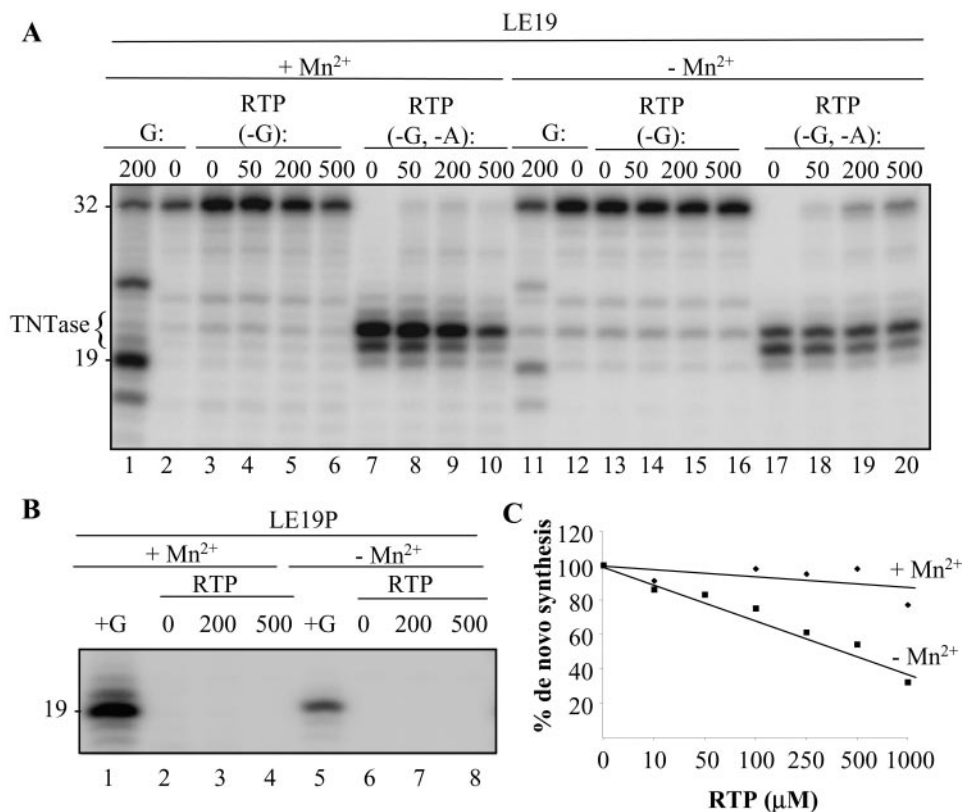 A
LE19
+ Mn2+ - Mn2+
RTP RTP RTP RTP
G: (-G): (-G, -A): G: (-G): (-G, -A):
200 0 0 50 200 500 0 50 200 500 200 0 0 50 200 500 0 50 200 500
32
TNTase {
19
1 2 3 4 5 6 7 8 9 10 11 12 13 14 15 16 17 18 19 20
B
LE19P
+ Mn2+ - Mn2+
RTP RTP
+G 0 200 500 +G 0 200 500
19
1 2 3 4 5 6 7 8
C
% de novo synthesis
120
100
80
60
40
20
+ Mn2+
- Mn2+
0 10 50 100 250 500 1000
RTP (μM)